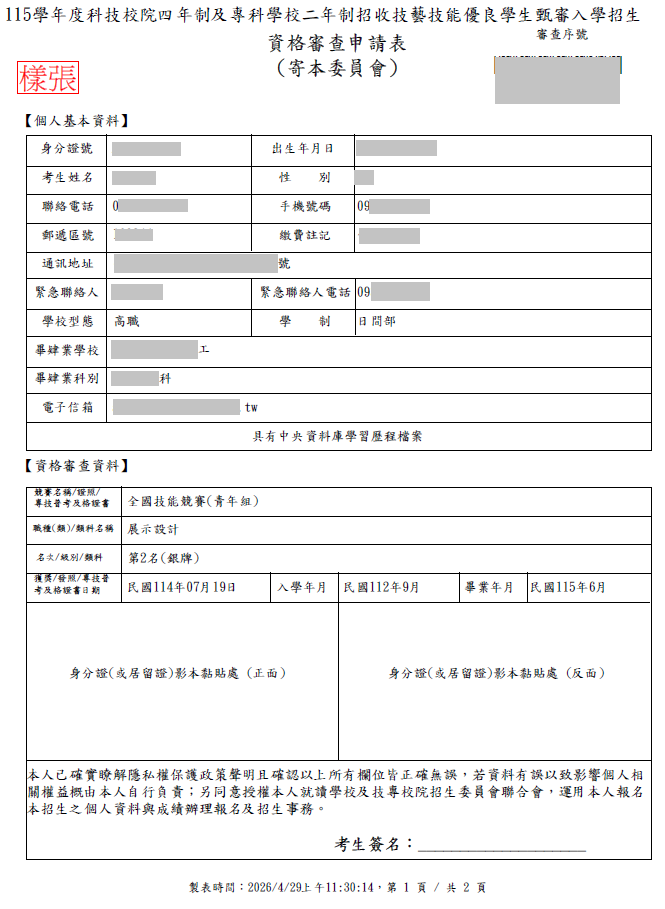 115學年度科技校院四年制及專科學校二年制招收技藝技能優良學生甄審入學招生
資格審查申請表
(寄本委員會)
審查序號
樣張
【個人基本資料】
身分證號 出生年月日
考生姓名 性 別
聯絡電話 0 手機號碼 09
郵遞區號 繳費註記
通訊地址 號
緊急聯絡人 緊急聯絡人電話 09
學校型態 高職 學 制 日間部
畢肄業學校 工
畢肄業科別 科
電子信箱 .tw
具有中央資料庫學習歷程檔案
【資格審查資料】
競賽名稱/證照/
專技普考及格證書 全國技能競賽(青年組)
職種(類)/類科名稱 展示設計
名次/級別/類科 第2名(銀牌)
獲獎/發照/專技普
考及格證書日期 民國114年07月19日 入學年月 民國112年9月 畢業年月 民國115年6月
身分證(或居留證)影本黏貼處 (正面) 身分證(或居留證)影本黏貼處 (反面)
本人已確實瞭解隱私權保護政策聲明且確認以上所有欄位皆正確無誤，若資料有誤以致影響個人相
關權益概由本人自行負責；另同意授權本人就讀學校及技專校院招生委員會聯合會，運用本人報名
本招生之個人資料與成績辦理報名及招生事務。
考生簽名：____________________
製表時間：2026/4/29上午11:30:14，第 1 頁 / 共 2 頁